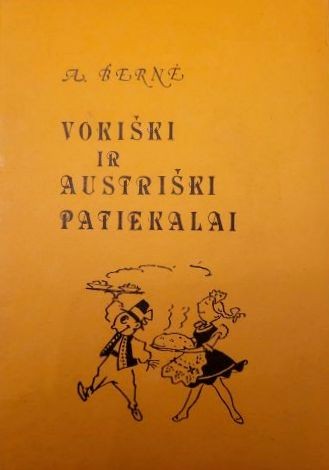 A. BERNĖ
VOKIŠKI
IR
AUSTRIŠKI
PATIEKALAI